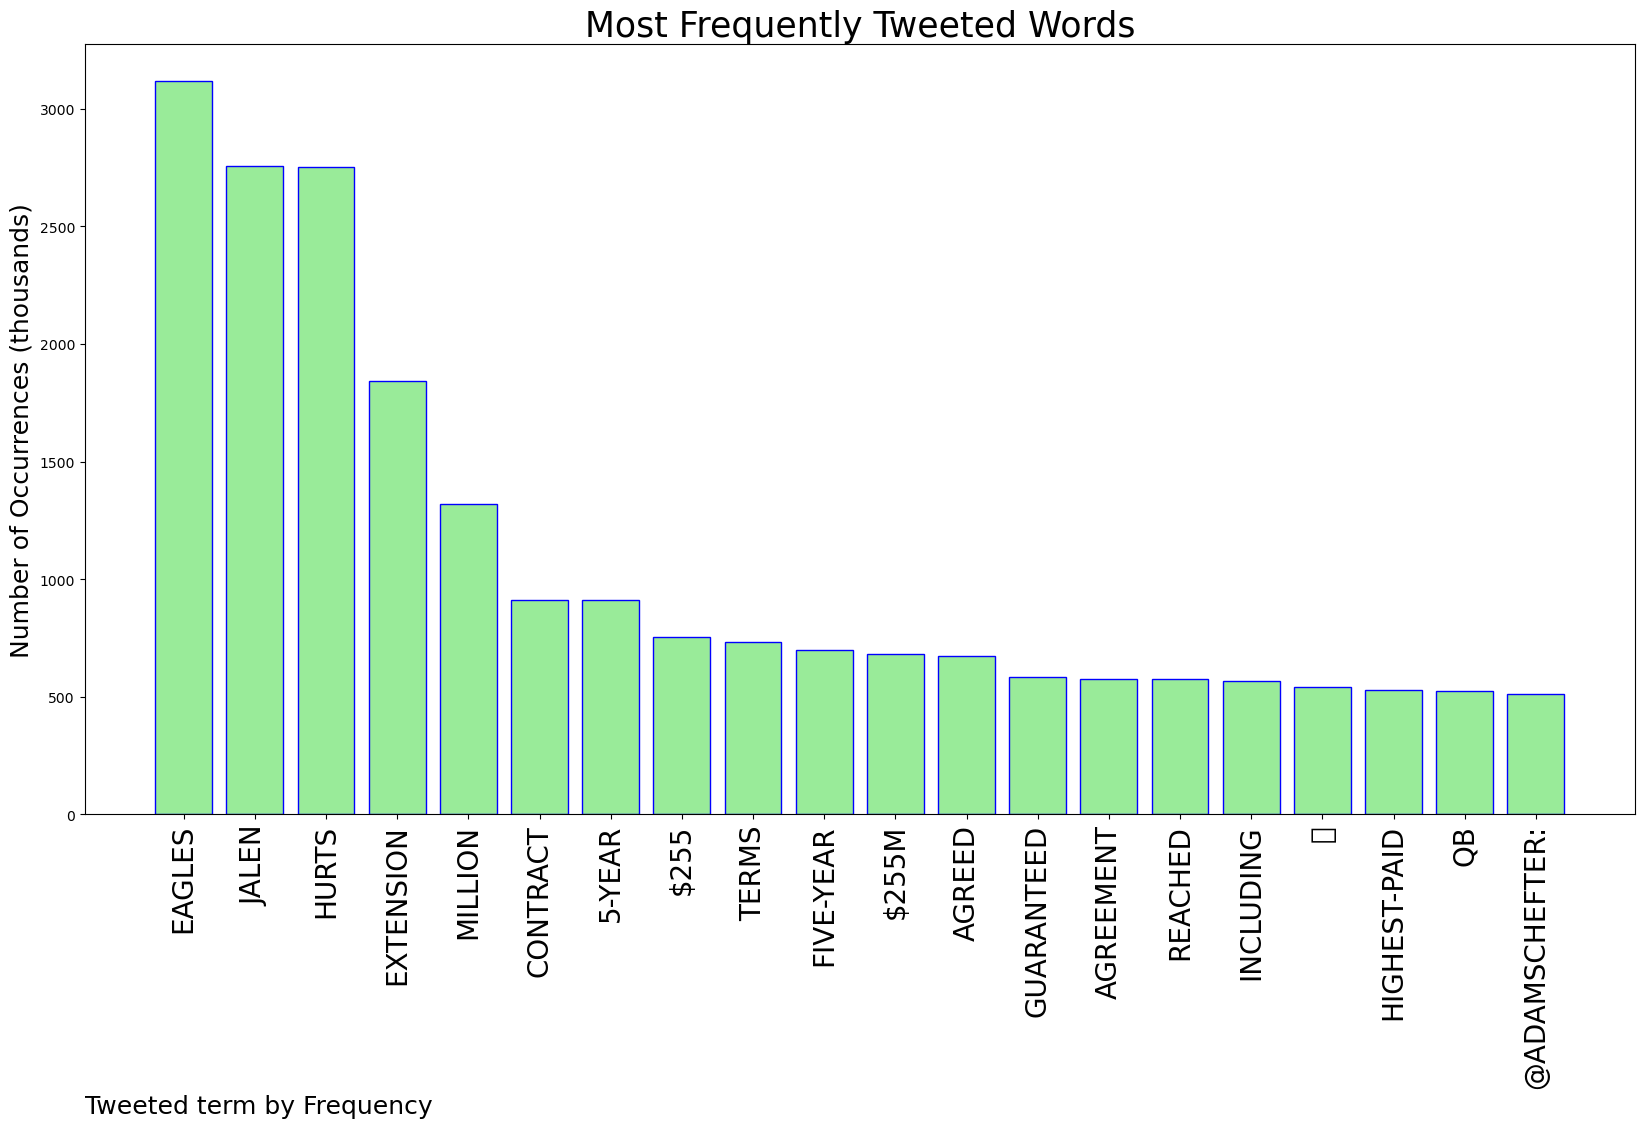 Most Frequently Tweeted Words
Number of Occurrences (thousands)
3000
2500
2000
1500
1000
500
0
EAGLES
JALEN
HURTS
EXTENSION
MILLION
CONTRACT
5-YEAR
$255
TERMS
FIVE-YEAR
$255M
AGREED
GUARANTEED
AGREEMENT
REACHED
INCLUDING
HIGHEST-PAID
QB
@ADAMSCHEFTER:
Tweeted term by Frequency